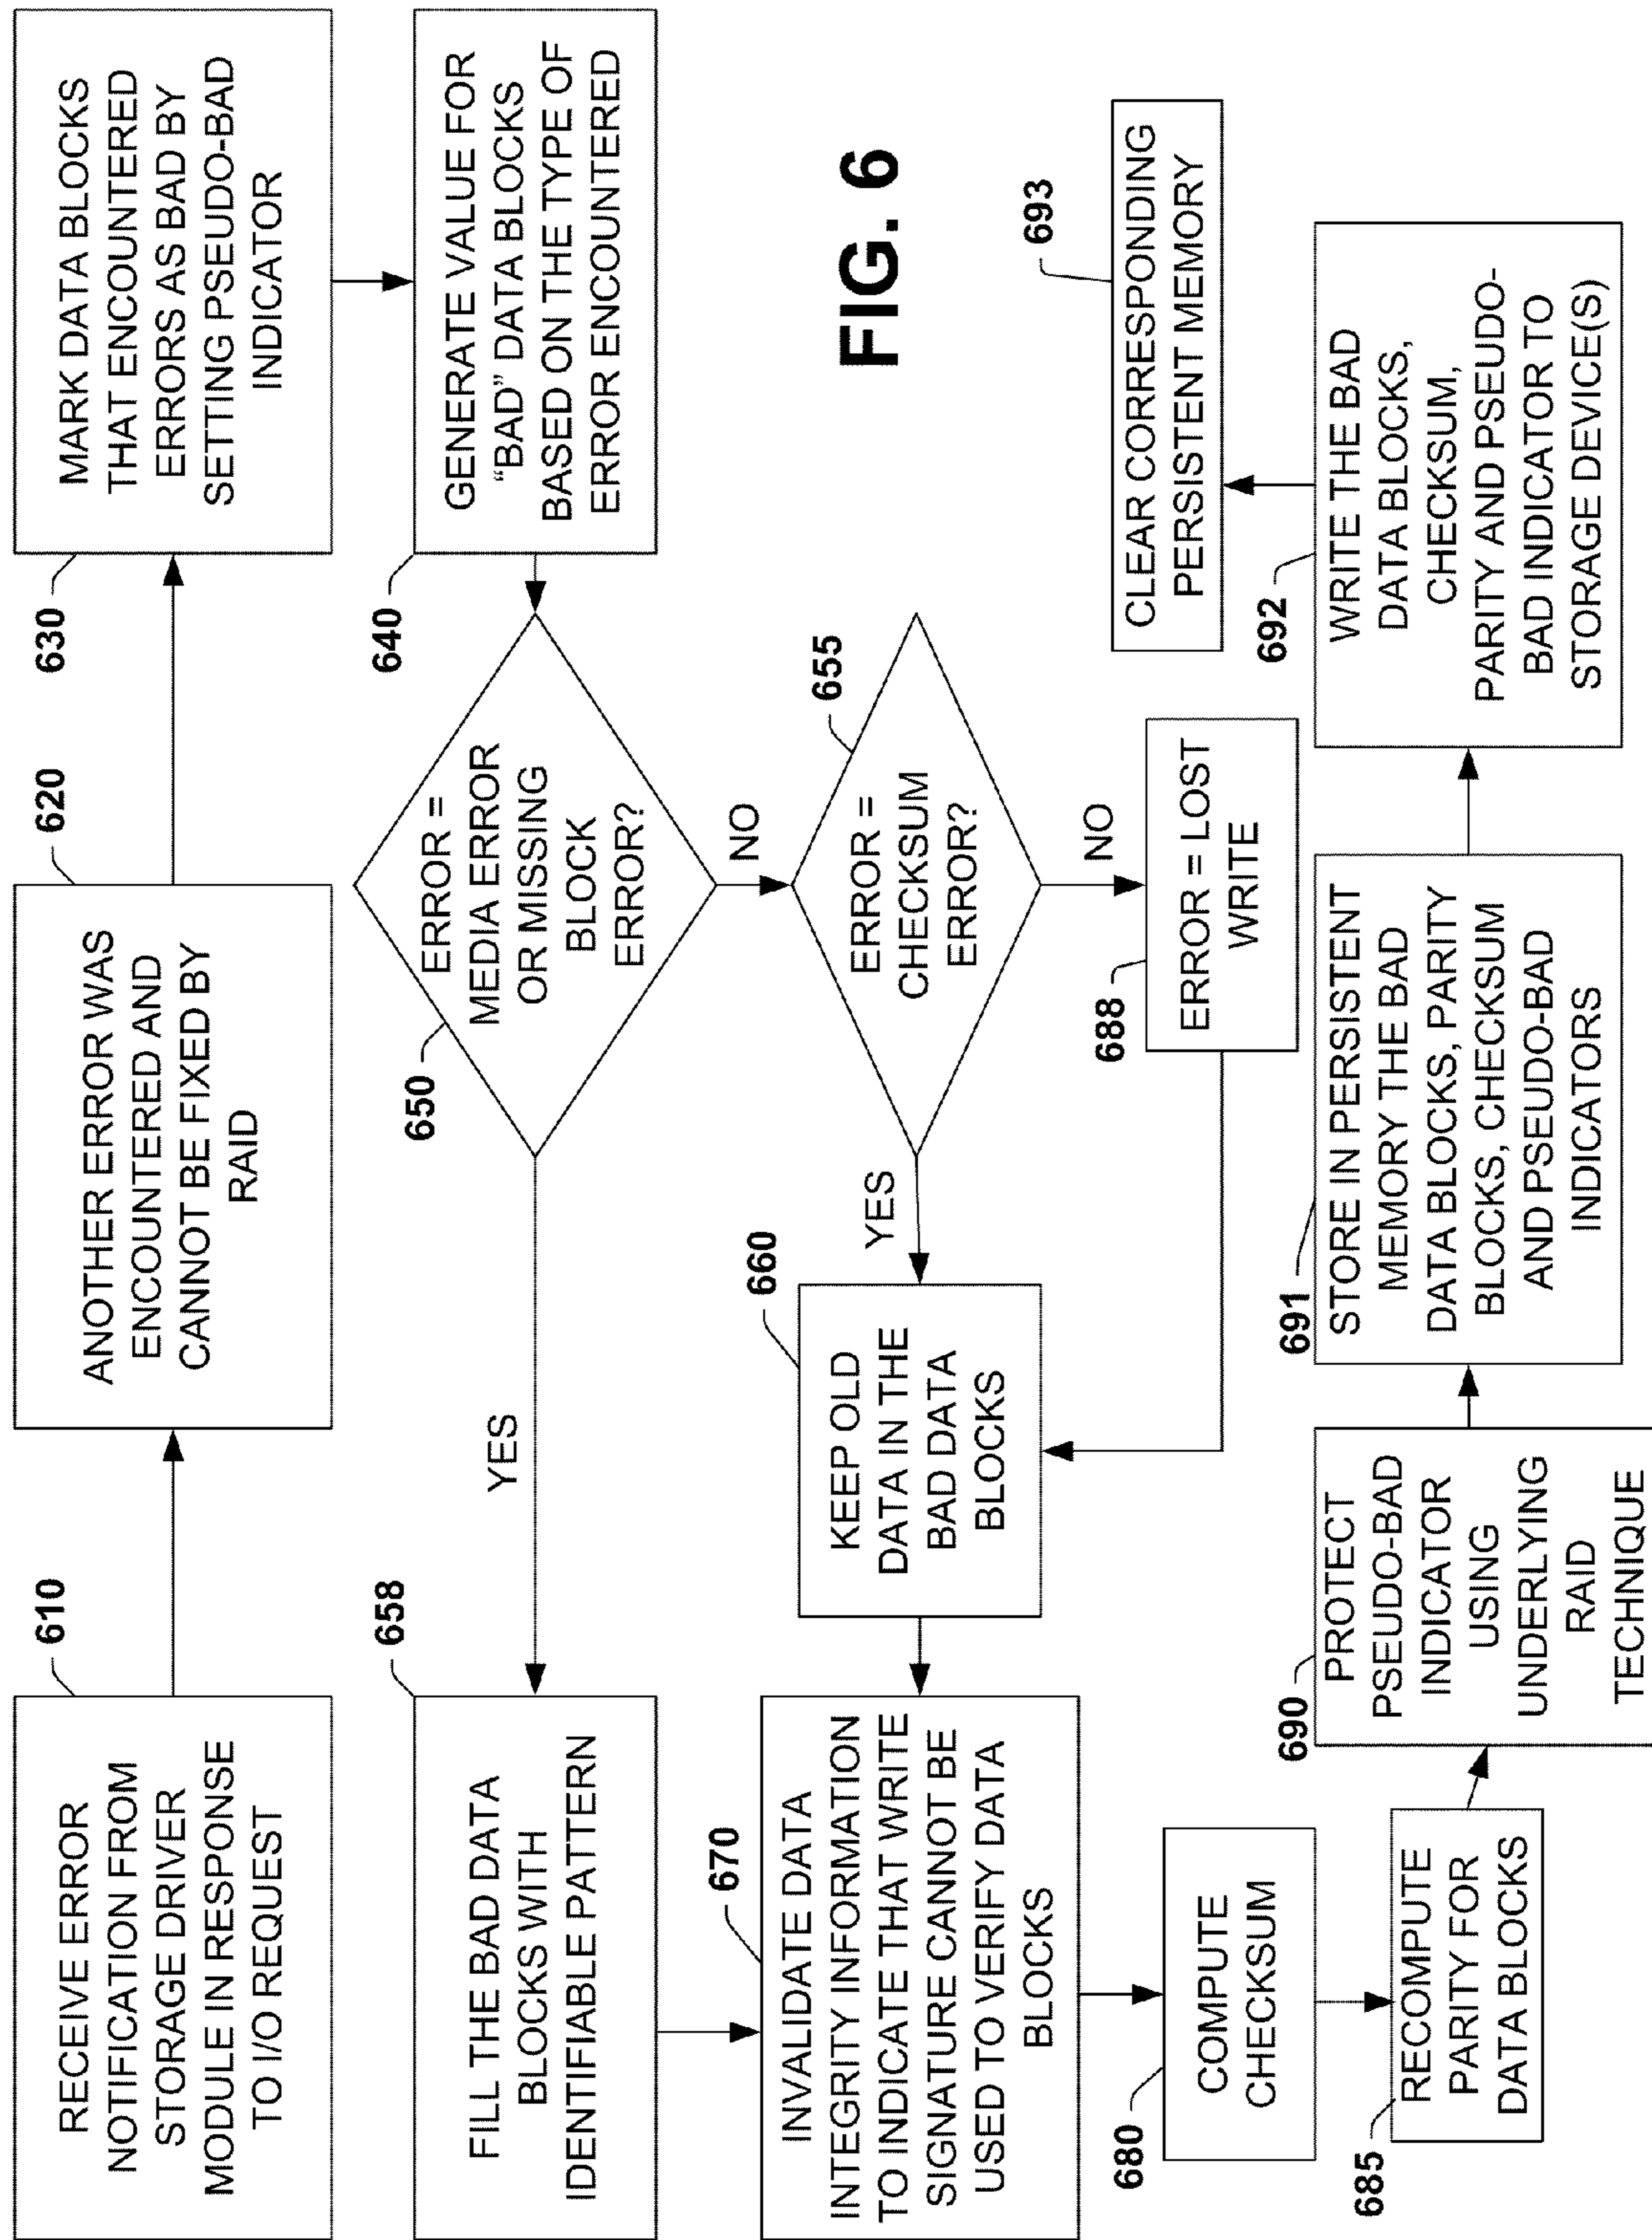 610
RECEIVE ERROR
NOTIFICATION FROM
STORAGE DRIVER
MODULE IN RESPONSE
TO I/O REQUEST
620
ANOTHER ERROR WAS
ENCOUNTERED AND
CANNOT BE FIXED BY
RAID
630
MARK DATA BLOCKS
THAT ENCOUNTERED
ERRORS AS BAD BY
SETTING PSEUDO-BAD
INDICATOR
640
GENERATE VALUE FOR
“BAD” DATA BLOCKS
BASED ON THE TYPE OF
ERROR ENCOUNTERED
650
ERROR =
MEDIA ERROR
OR MISSING
BLOCK
ERROR?
YES
NO
658
FILL THE BAD DATA
BLOCKS WITH
IDENTIFIABLE PATTERN
655
ERROR =
CHECKSUM
ERROR?
YES
NO
660
KEEP OLD
DATA IN THE
BAD DATA
BLOCKS
688
ERROR = LOST
WRITE
670
INVALIDATE DATA
INTEGRITY INFORMATION
TO INDICATE THAT WRITE
SIGNATURE CANNOT BE
USED TO VERIFY DATA
BLOCKS
680
COMPUTE
CHECKSUM
685
RECOMPUTE
PARITY FOR
DATA BLOCKS
690
PROTECT
PSEUDO-BAD
INDICATOR
USING
UNDERLYING
RAID
TECHNIQUE
691
STORE IN PERSISTENT
MEMORY THE BAD
DATA BLOCKS, PARITY
BLOCKS, CHECKSUM
AND PSEUDO-BAD
INDICATORS
692
WRITE THE BAD
DATA BLOCKS,
CHECKSUM,
PARITY AND PSEUDO-
BAD INDICATOR TO
STORAGE DEVICE(S)
693
CLEAR CORRESPONDING
PERSISTENT MEMORY
FIG. 6